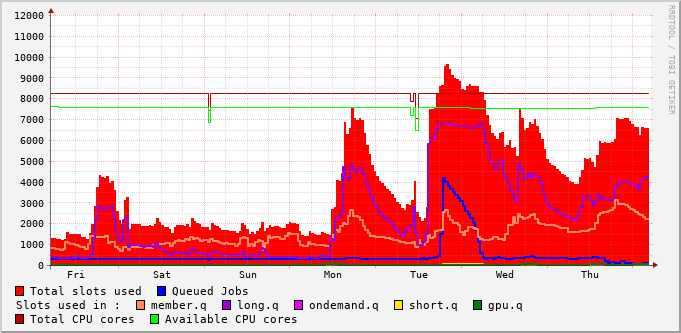 RRDTOOL / TOBI OETIKER
12000
11000
10000
9000
8000
7000
6000
5000
4000
3000
2000
1000
0
Fri Sat Sun Mon Tue Wed Thu
Total slots used Queued Jobs
Slots used in : member.q long.q ondemand.q short.q gpu.q
Total CPU cores Available CPU cores